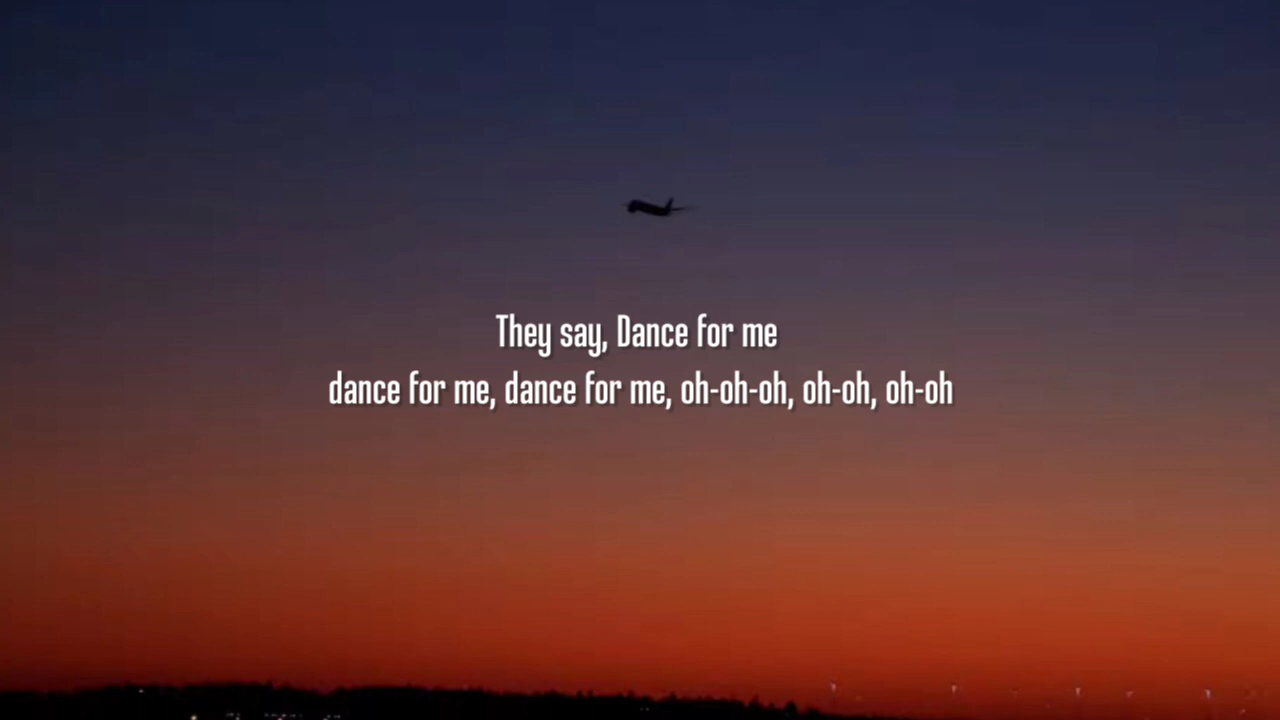 They say, Dance for me
dance for me, dance for me, oh-oh-oh, oh-oh, oh-oh